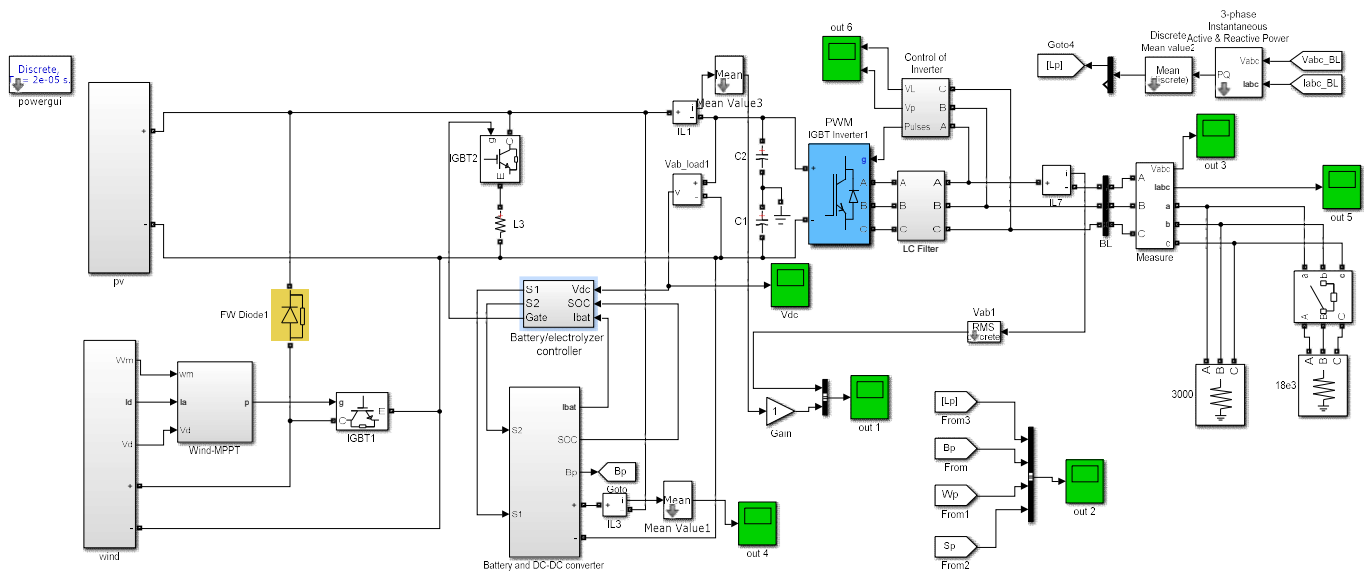 Discrete,
= 2e-05 s.
powergui
+
-
pv
FW Diode1
Wm
Id
Vd
+
-
wind
wm
Ia
Vd
p
Wind-MPPT
g
C
E
IGBT1
g
C
E
IGBT2
L3
S1
S2
Gate
Vdc
SOC
Ibat
Battery/electrolyzer
controller
S2
S1
Ibat
SOC
Bp
+
-
Battery and DC-DC converter
Bp
Goto
+
i
-
IL3
Mean
Mean Value1
out 4
+
i
-
IL1
Mean
Mean Value3
Vab_load1
+
v
-
C2
C1
Vdc
out 6
Control of
Inverter
VL
Vp
Pulses
C
B
A
PWM
IGBT Inverter1
+
-
g
A
B
C
A
B
C
A
B
C
LC Filter
+
i
-
IL7
BL
A
B
C
Vabc
Iabc
a
b
c
Measure
out 3
out 5
3-phase
Instantaneous
Active & Reactive Power
Discrete
Mean value2
Goto4
[Lp]
Mean
PQ
Vabc
Iabc
Vabc_BL
Iabc_BL
Vab1
RMS
1
Gain
out 1
[Lp]
From3
Bp
From
Wp
From1
Sp
From2
out 2
A
B
C
3000
a
b
c
A
B
C
A
B
C
18e3